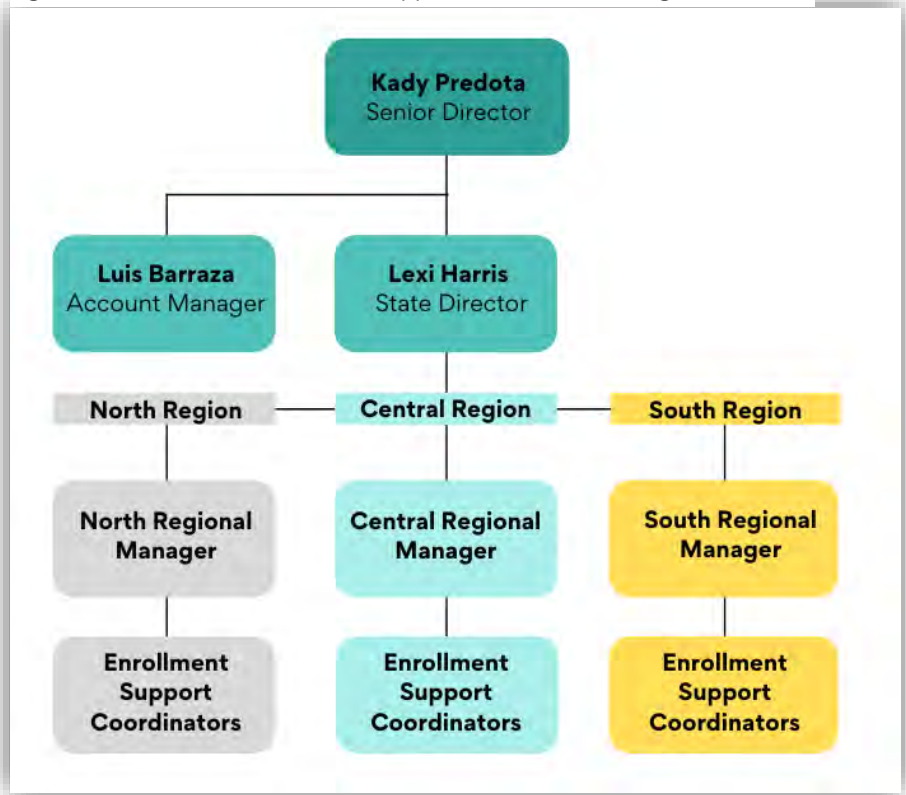 Kady Predota
Senior Director
Luis Barraza
Account Manager
Lexi Harris
State Director
North Region
Central Region
South Region
North Regional
Manager
Central Regional
Manager
South Regional
Manager
Enrollment
Support
Coordinators
Enrollment
Support
Coordinators
Enrollment
Support
Coordinators